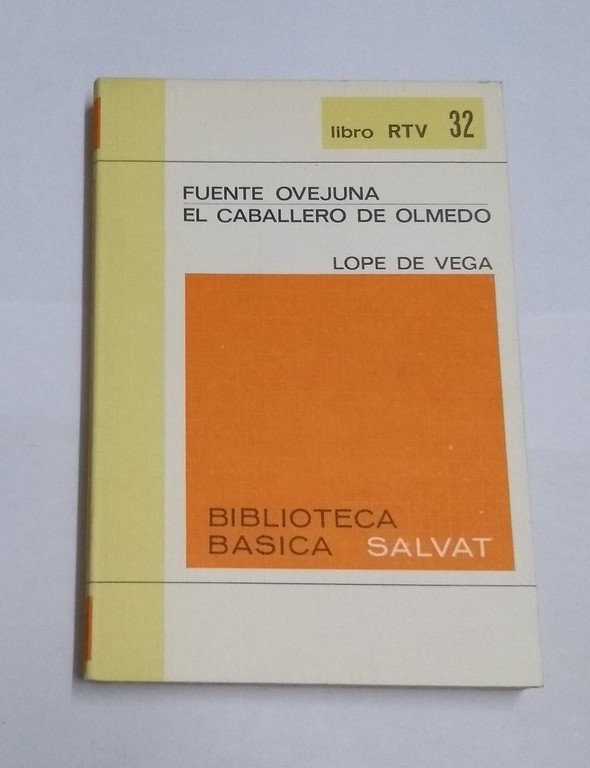 libro RTV 32
FUENTE OVEJUNA
EL CABALLERO DE OLMEDO
LOPE DE VEGA
BIBLIOTECA
BASICA SALVAT